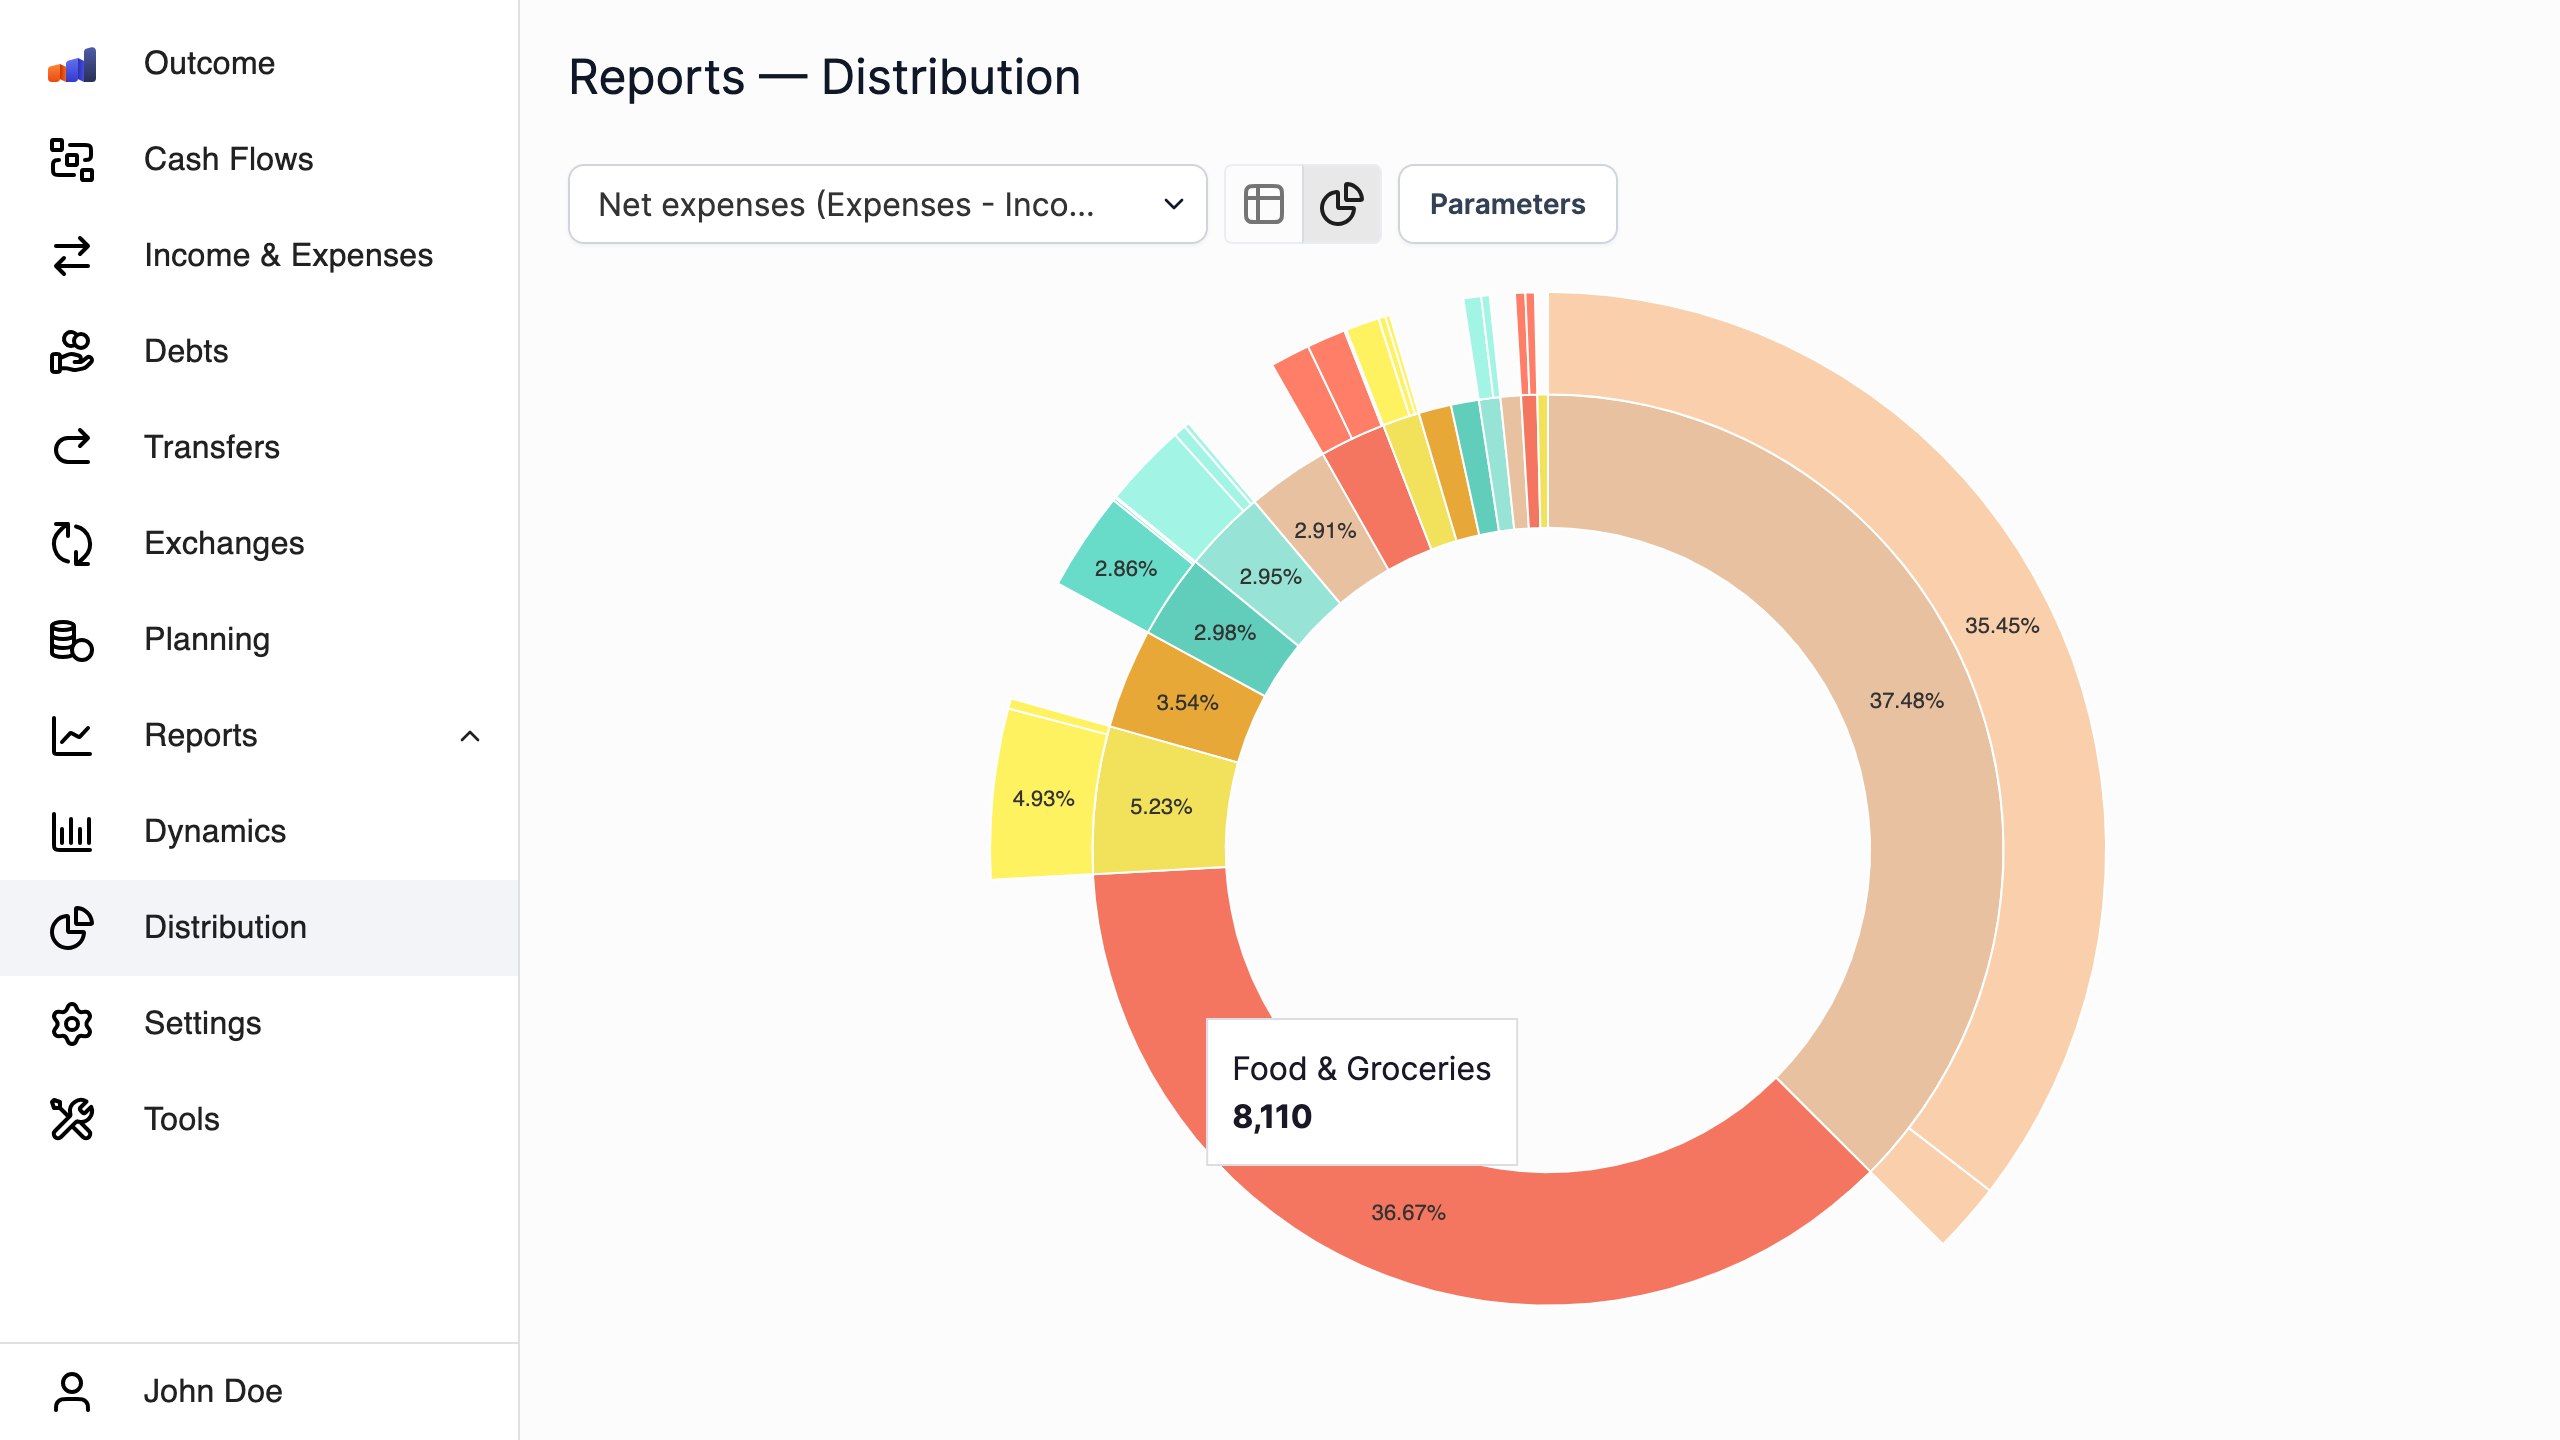 Outcome
Cash Flows
Income & Expenses
Debts
Transfers
Exchanges
Planning
Reports
Dynamics
Distribution
Settings
Tools
John Doe
Reports — Distribution
Net expenses (Expenses - Inco...
Parameters
2.91%
2.86%
2.95%
35.45%
2.98%
37.48%
3.54%
4.93%
5.23%
Food & Groceries
8,110
36.67%